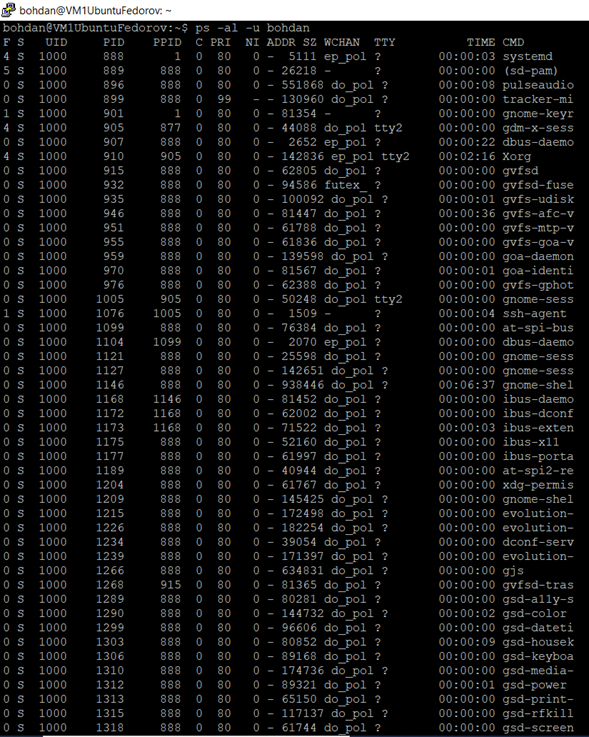 bohdan@VM1UbuntuFedorov: ~
bohdan@VM1UbuntuFedorov:~$ ps -al -u bohdan
F S   UID     PID    PPID  C PRI  NI ADDR SZ WCHAN  TTY          TIME CMD
4 S  1000     888       1  0  80   0 -  5111 ep_pol ?        00:00:03 systemd
5 S  1000     889     888  0  80   0 - 26218 -      ?        00:00:00 (sd-pam)
0 S  1000     896     888  0  80   0 - 551868 do_pol ?       00:00:08 pulseaudio
0 S  1000     899     888  0  99   - - 130960 do_pol ?       00:00:00 tracker-mi
1 S  1000     901       1  0  80   0 - 81354 -      ?        00:00:00 gnome-keyr
4 S  1000     905     877  0  80   0 - 44088 do_pol tty2     00:00:00 gdm-x-sess
0 S  1000     907     888  0  80   0 -  2652 ep_pol ?        00:00:22 dbus-daemo
4 S  1000     910     905  0  80   0 - 142836 ep_pol tty2    00:02:16 Xorg
0 S  1000     915     888  0  80   0 - 62805 do_pol ?        00:00:00 gvfsd
0 S  1000     932     888  0  80   0 - 94586 futex_ ?        00:00:00 gvfsd-fuse
0 S  1000     935     888  0  80   0 - 100092 do_pol ?       00:00:01 gvfs-udisk
0 S  1000     946     888  0  80   0 - 81447 do_pol ?        00:00:36 gvfs-afc-v
0 S  1000     951     888  0  80   0 - 61788 do_pol ?        00:00:00 gvfs-mtp-v
0 S  1000     955     888  0  80   0 - 61836 do_pol ?        00:00:00 gvfs-goa-v
0 S  1000     959     888  0  80   0 - 139598 do_pol ?       00:00:00 goa-daemon
0 S  1000     970     888  0  80   0 - 81567 do_pol ?        00:00:01 goa-identi
0 S  1000     976     888  0  80   0 - 62388 do_pol ?        00:00:00 gvfs-gphot
0 S  1000    1005     905  0  80   0 - 50248 do_pol tty2     00:00:00 gnome-sess
1 S  1000    1076    1005  0  80   0 -  1509 -      ?        00:00:04 ssh-agent
0 S  1000    1099     888  0  80   0 - 76384 do_pol ?        00:00:00 at-spi-bus
0 S  1000    1104    1099  0  80   0 -  2070 ep_pol ?        00:00:00 dbus-daemo
0 S  1000    1121     888  0  80   0 - 25598 do_pol ?        00:00:00 gnome-sess
0 S  1000    1127     888  0  80   0 - 142651 do_pol ?       00:00:00 gnome-sess
0 S  1000    1146     888  0  80   0 - 938446 do_pol ?       00:06:37 gnome-shel
0 S  1000    1168    1146  0  80   0 - 81452 do_pol ?        00:00:00 ibus-daemo
0 S  1000    1172    1168  0  80   0 - 62002 do_pol ?        00:00:00 ibus-dconf
0 S  1000    1173    1168  0  80   0 - 71522 do_pol ?        00:00:03 ibus-exten
0 S  1000    1175     888  0  80   0 - 52160 do_pol ?        00:00:00 ibus-x11
0 S  1000    1177     888  0  80   0 - 61997 do_pol ?        00:00:00 ibus-porta
0 S  1000    1189     888  0  80   0 - 40944 do_pol ?        00:00:00 at-spi2-re
0 S  1000    1204     888  0  80   0 - 61767 do_pol ?        00:00:00 xdg-permis
0 S  1000    1209     888  0  80   0 - 145425 do_pol ?       00:00:00 gnome-shel
0 S  1000    1215     888  0  80   0 - 172498 do_pol ?       00:00:00 evolution-
0 S  1000    1226     888  0  80   0 - 182254 do_pol ?       00:00:00 evolution-
0 S  1000    1234     888  0  80   0 - 39054 do_pol ?        00:00:00 dconf-serv
0 S  1000    1239     888  0  80   0 - 171397 do_pol ?       00:00:00 evolution-
0 S  1000    1266     888  0  80   0 - 634831 do_pol ?       00:00:00 gjs
0 S  1000    1268     915  0  80   0 - 81365 do_pol ?        00:00:00 gvfsd-tras
0 S  1000    1289     888  0  80   0 - 80281 do_pol ?        00:00:00 gsd-a11y-s
0 S  1000    1290     888  0  80   0 - 144732 do_pol ?       00:00:02 gsd-color
0 S  1000    1299     888  0  80   0 - 96606 do_pol ?        00:00:00 gsd-dateti
0 S  1000    1303     888  0  80   0 - 80852 do_pol ?        00:00:09 gsd-housek
0 S  1000    1306     888  0  80   0 - 89168 do_pol ?        00:00:00 gsd-keyboa
0 S  1000    1310     888  0  80   0 - 174736 do_pol ?       00:00:00 gsd-media-
0 S  1000    1312     888  0  80   0 - 89321 do_pol ?        00:00:01 gsd-power
0 S  1000    1313     888  0  80   0 - 65150 do_pol ?        00:00:00 gsd-print-
0 S  1000    1315     888  0  80   0 - 117137 do_pol ?       00:00:00 gsd-rfkill
0 S  1000    1318     888  0  80   0 - 61744 do_pol ?        00:00:00 gsd-screen